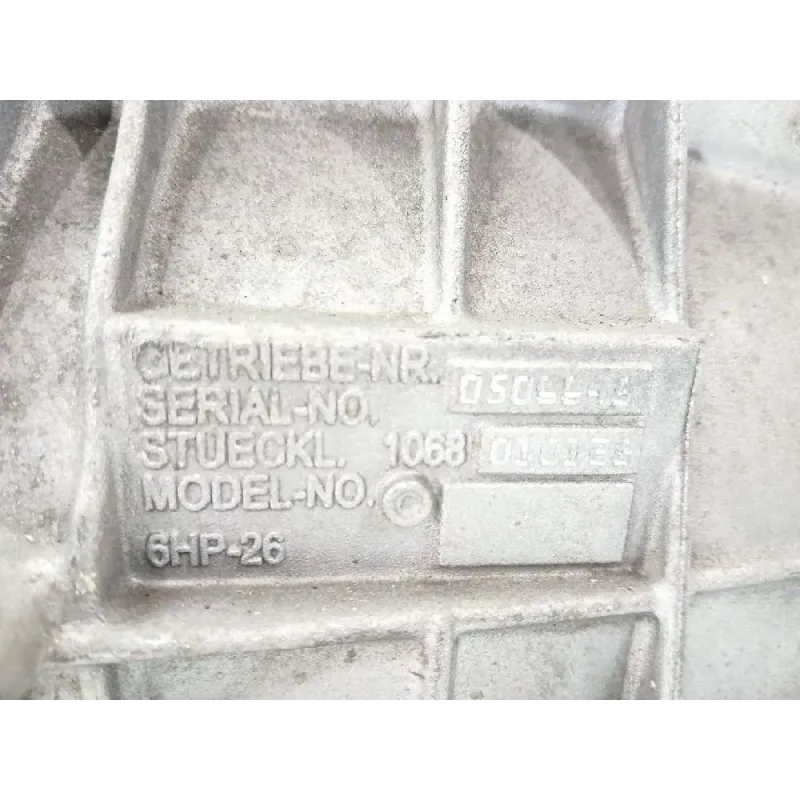 GETRIEBE-NR.
SERIAL-NO.
STUECKL. 1068
MODEL-NO.
6HP-26